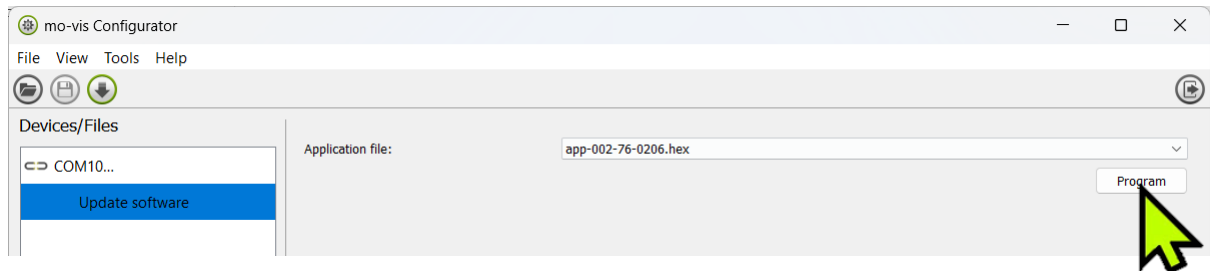 mo-vis Configurator
File View Tools Help
Devices/Files
Application file:
app-002-76-0206.hex
COM10...
Program
Update software